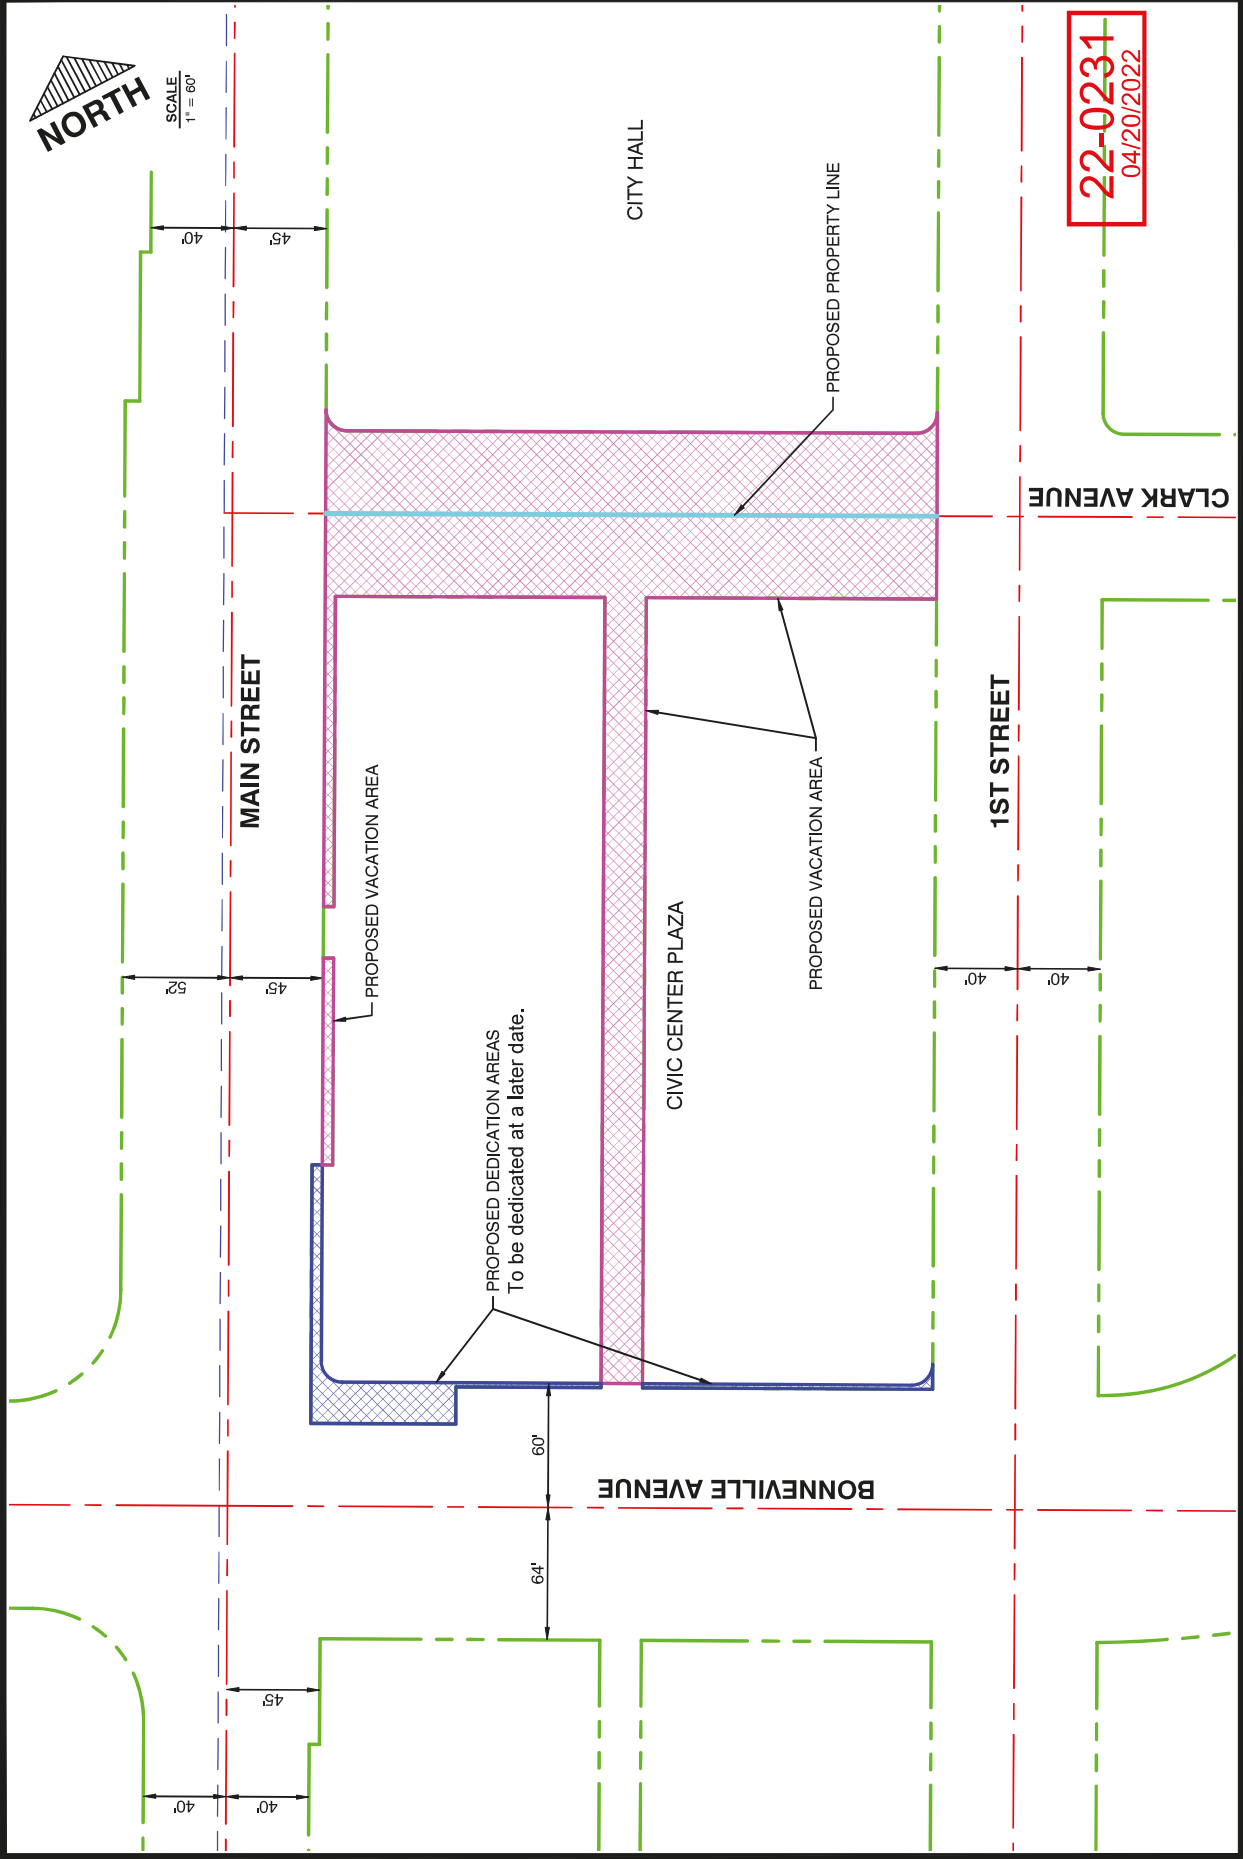 NORTH
SCALE
1" = 60'
22-0231
04/20/2022
40'
45'
CITY HALL
PROPOSED PROPERTY LINE
CLARK AVENUE
MAIN STREET
1ST STREET
PROPOSED VACATION AREA
PROPOSED VACATION AREA
CIVIC CENTER PLAZA
52'
45'
40'
40'
PROPOSED DEDICATION AREAS
To be dedicated at a later date.
60'
BONNEVILLE AVENUE
64'
45'
40'
40'